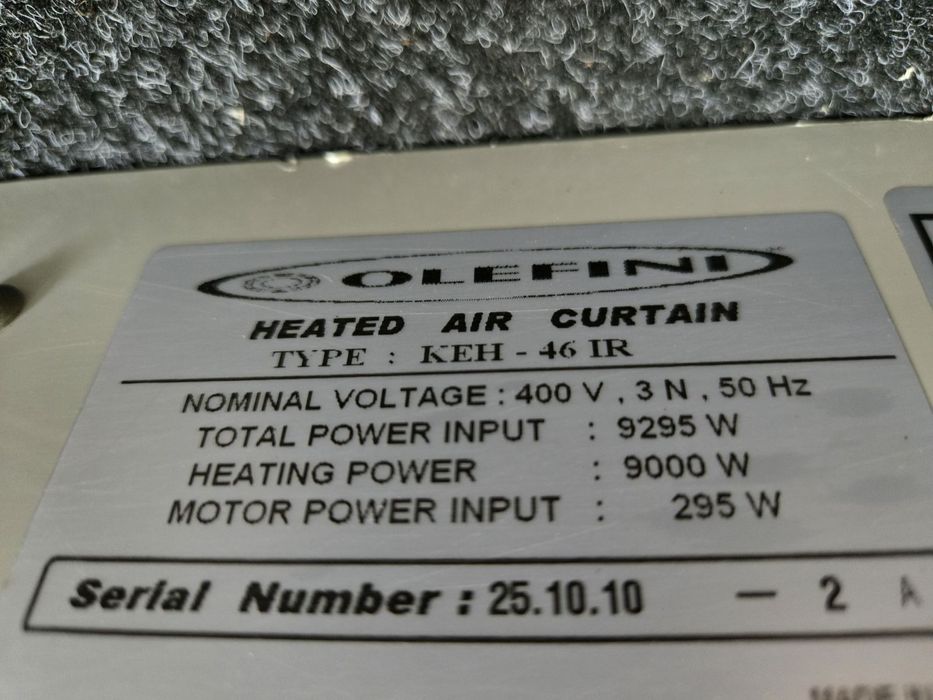 OLEFINI
HEATED AIR CURTAIN
TYPE : KEH - 46 IR
NOMINAL VOLTAGE : 400 V , 3 N , 50 Hz
TOTAL POWER INPUT : 9295 W
HEATING POWER : 9000 W
MOTOR POWER INPUT : 295 W
Serial Number : 25.10.10 – 2 A